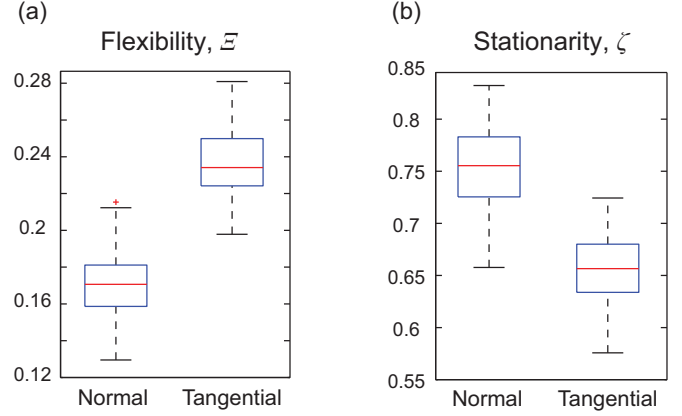 (a)
Flexibility, Ξ
0.28
0.24
0.2
0.16
0.12
Normal Tangential
(b)
Stationarity, ζ
0.85
0.8
0.75
0.7
0.65
0.6
0.55
Normal Tangential